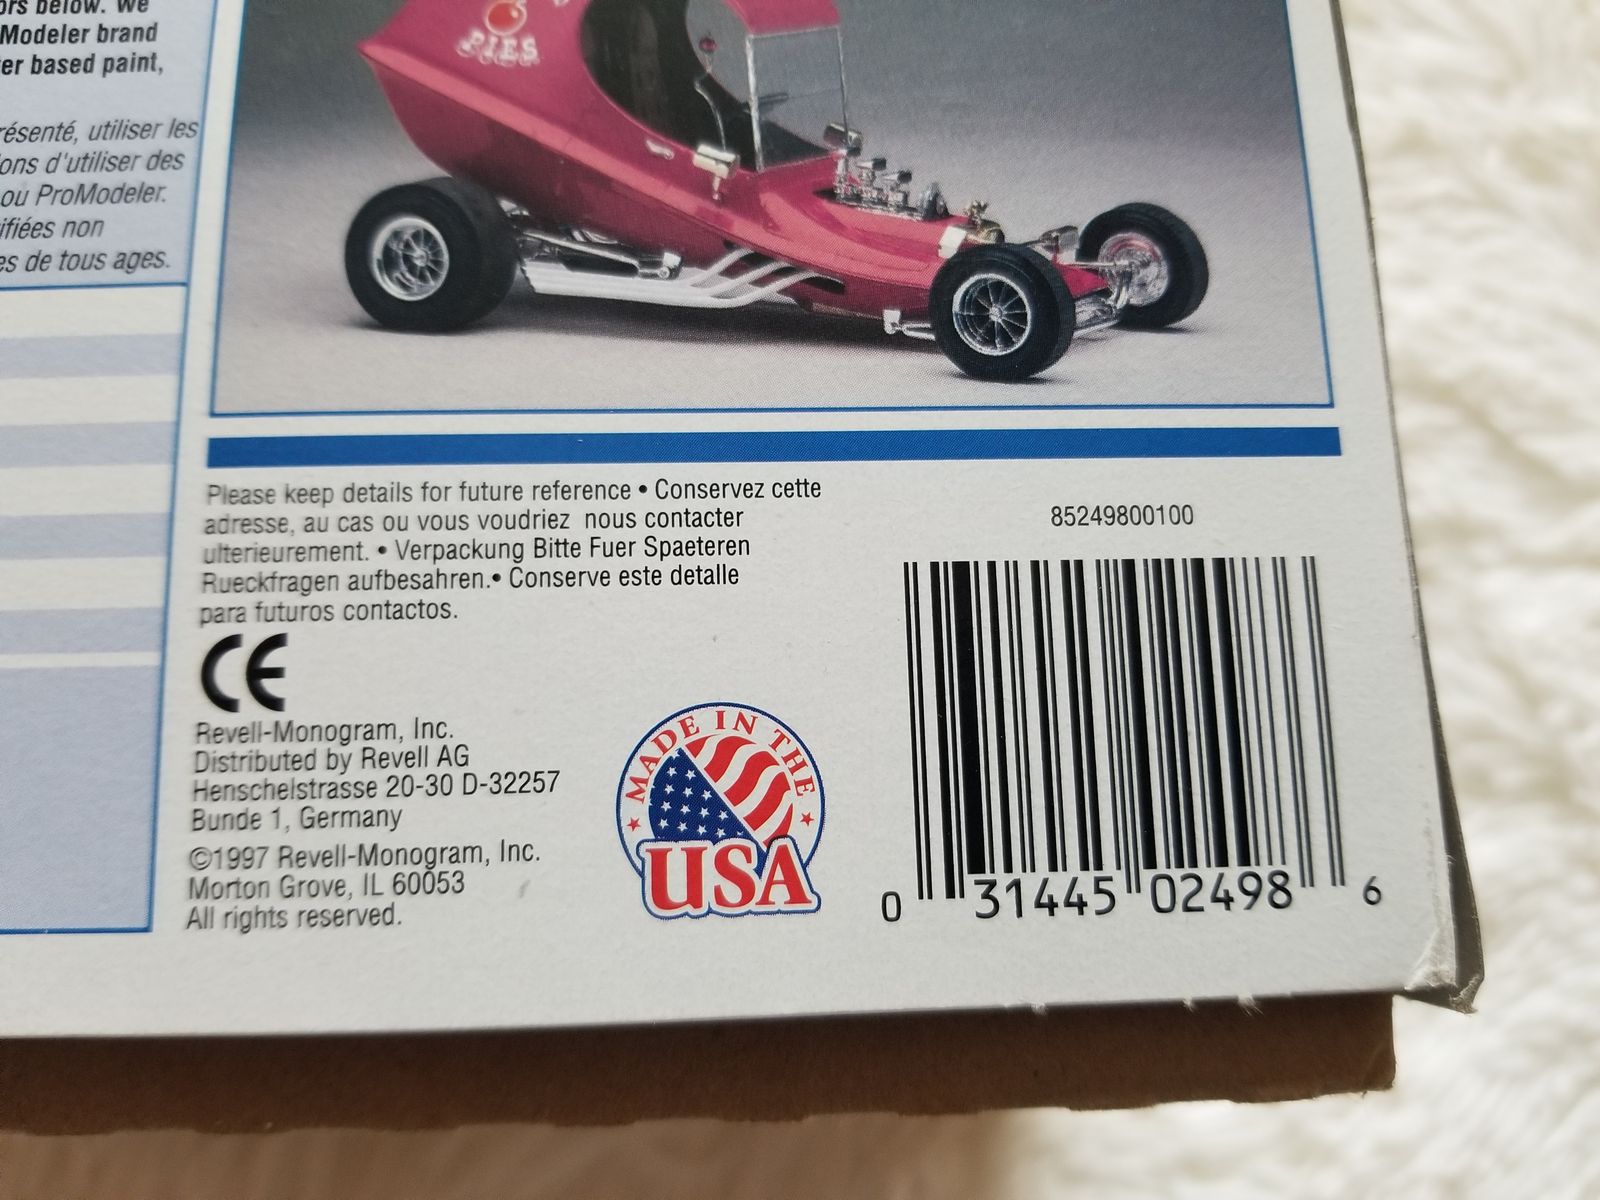 ors below. We
Modeler brand
er based paint,
résenté, utiliser les
ons d'utiliser des
ou ProModeler.
ifiées non
es de tous ages.
PIES
Please keep details for future reference • Conservez cette
adresse, au cas ou vous voudriez nous contacter
ulterieurement. • Verpackung Bitte Fuer Spaeteren
Rueckfragen aufbesahren.• Conserve este detalle
para futuros contactos.
CE
Revell-Monogram, Inc.
Distributed by Revell AG
Henschelstrasse 20-30 D-32257
Bunde 1, Germany
©1997 Revell-Monogram, Inc.
Morton Grove, IL 60053
All rights reserved.
MADE IN THE
USA
85249800100
0 31445 02498 6